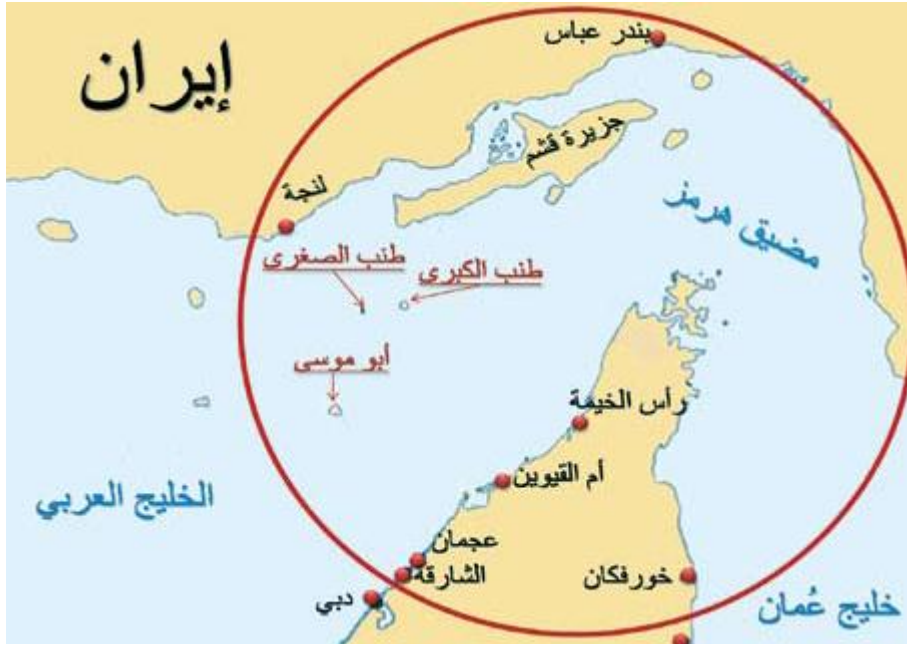 بندر عباس
إيران
جزيرة قشم
لنجة
مضيق هرمز
طنب الصغرى
طنب الكبرى
أبو موسى
رأس الخيمة
أم القيوين
الخليج العربي
عجمان
الشارقة
خورفكان
دبي
خليج عُمان